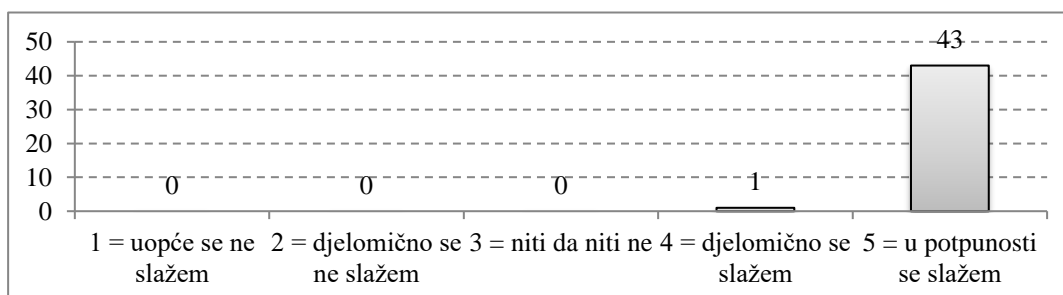 50
43
40
30
20
10
0
0
0
0
1
1 = uopće se ne slažem
2 = djelomično se ne slažem
3 = niti da niti ne
4 = djelomično se slažem
5 = u potpunosti se slažem